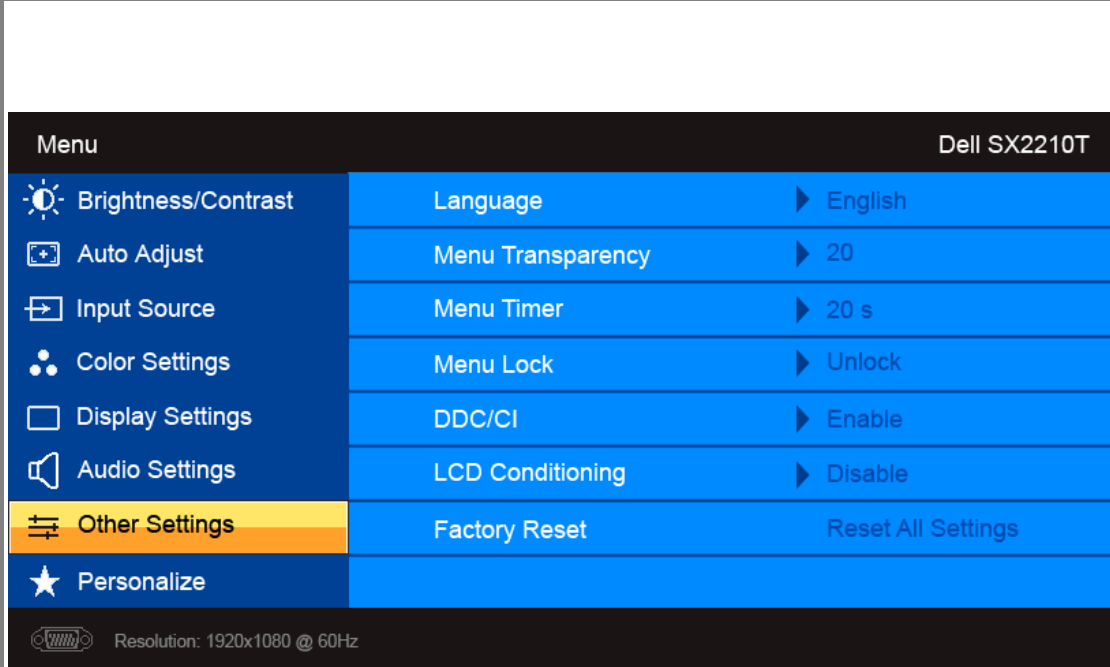 Menu Dell SX2210T
Brightness/Contrast Language English
Auto Adjust Menu Transparency 20
Input Source Menu Timer 20 s
Color Settings Menu Lock Unlock
Display Settings DDC/CI Enable
Audio Settings LCD Conditioning Disable
Other Settings Factory Reset Reset All Settings
Personalize
Resolution: 1920x1080 @ 60Hz